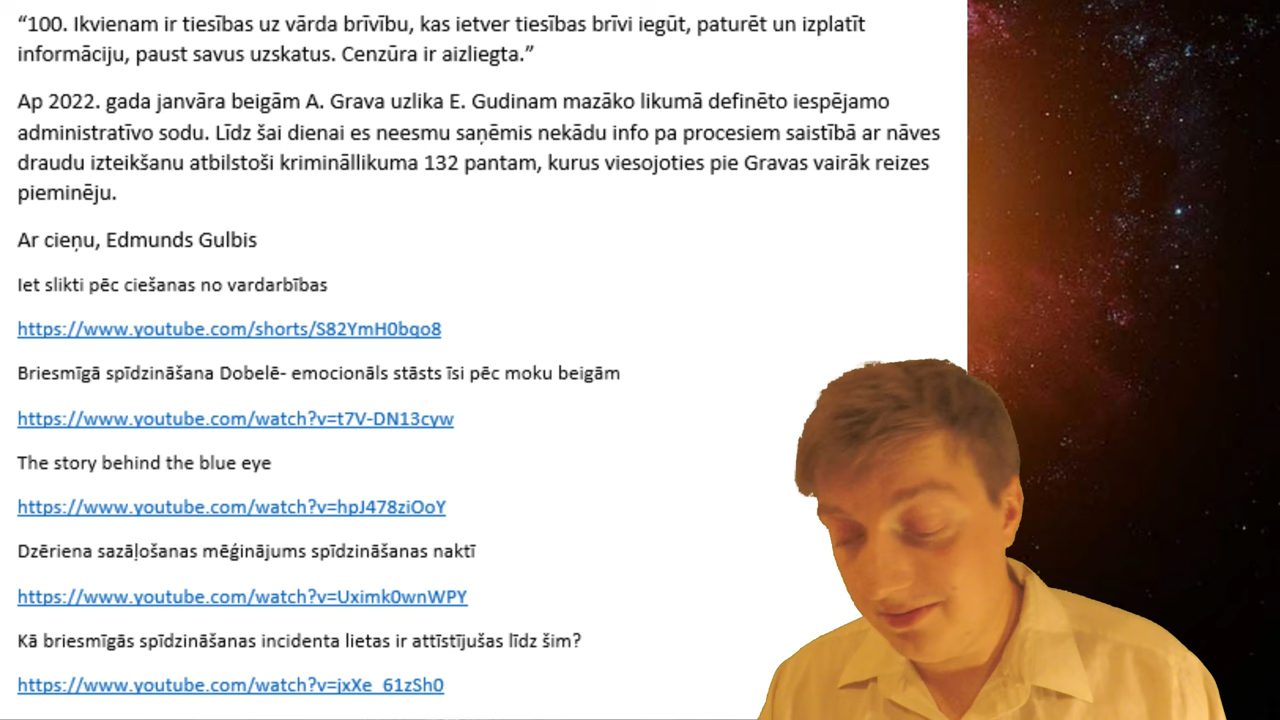 “100. Ikvienam ir tiesības uz vārda brīvību, kas ietver tiesības brīvi iegūt, paturēt un izplatīt
informāciju, paust savus uzskatus. Cenzūra ir aizliegta.”
Ap 2022. gada janvāra beigām A. Grava uzlika E. Gudinam mazāko likumā definēto iespējamo
administratīvo sodu. Līdz šai dienai es neesmu saņēmis nekādu info pa procesiem saistībā ar nāves
draudu izteikšanu atbilstoši krimināllikuma 132 pantam, kurus viesojoties pie Gravas vairāk reizes
pieminēju.
Ar cieņu, Edmunds Gulbis
Iet slikti pēc ciešanas no vardarbības
https://www.youtube.com/shorts/S82YmH0bqo8
Briesmīgā spīdzināšana Dobelē- emocionāls stāsts īsi pēc moku beigām
https://www.youtube.com/watch?v=t7V-DN13cyw
The story behind the blue eye
https://www.youtube.com/watch?v=hpJ478ziOoY
Dzēriena sazāļošanas mēģinājums spīdzināšanas naktī
https://www.youtube.com/watch?v=Uximk0wnWPY
Kā briesmīgās spīdzināšanas incidenta lietas ir attīstījušas līdz šim?
https://www.youtube.com/watch?v=jxXe_61zSh0